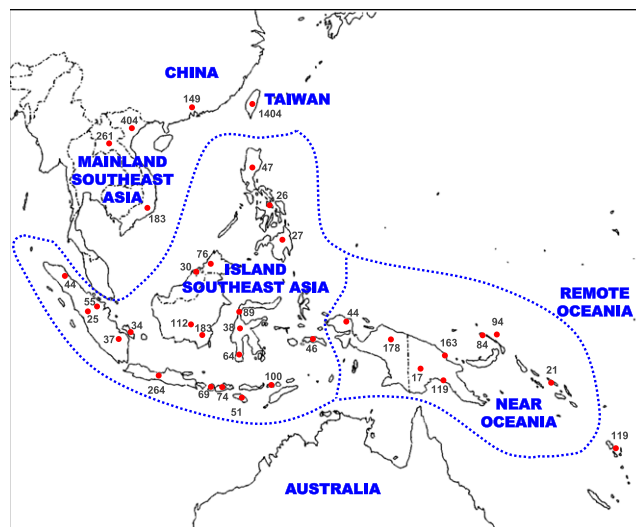 CHINA
149
TAIWAN
1404
404
261
MAINLAND
SOUTHEAST
ASIA
47
26
183
27
76
30
ISLAND
SOUTHEAST ASIA
44
REMOTE
OCEANIA
55
25
89
44
94
34
112
38
183
163
84
37
46
178
64
264
100
17
119
21
69
74
51
NEAR
OCEANIA
119
AUSTRALIA